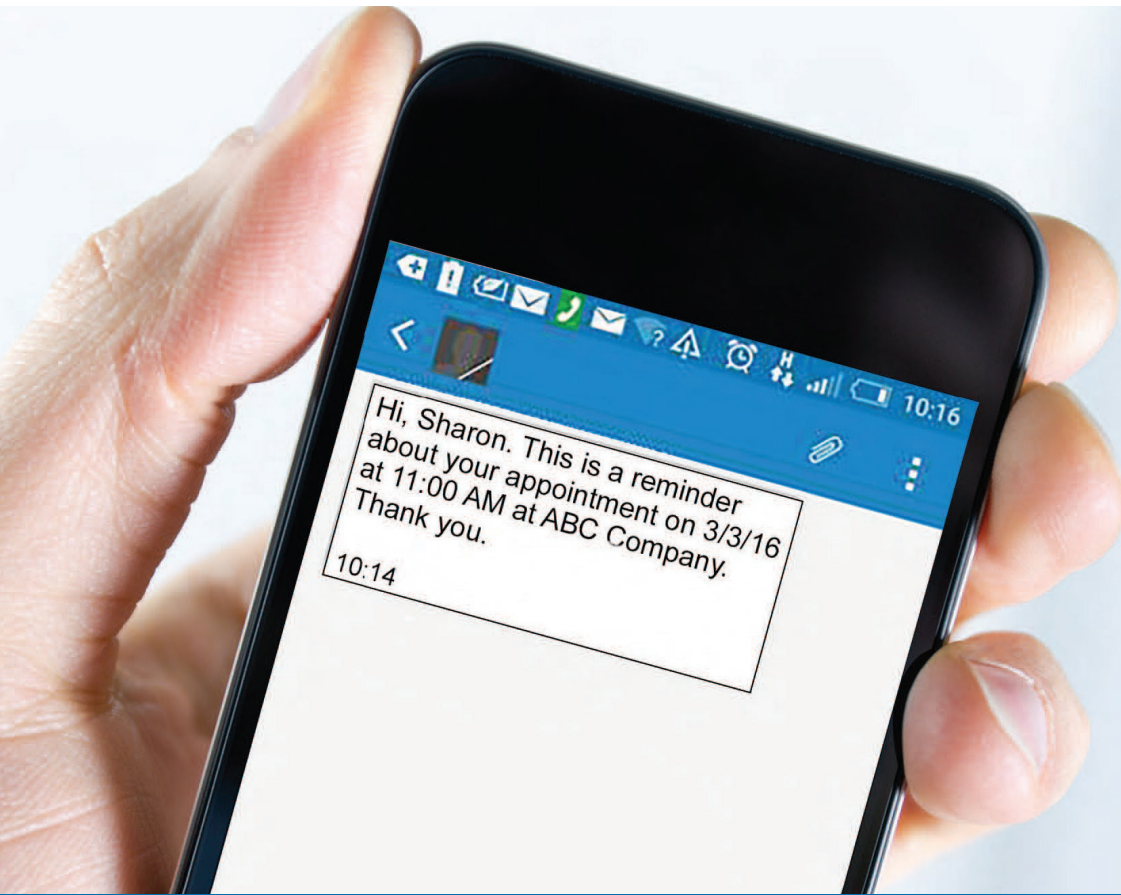 10:16
Hi, Sharon. This is a reminder
about your appointment on 3/3/16
at 11:00 AM at ABC Company.
Thank you.
10:14